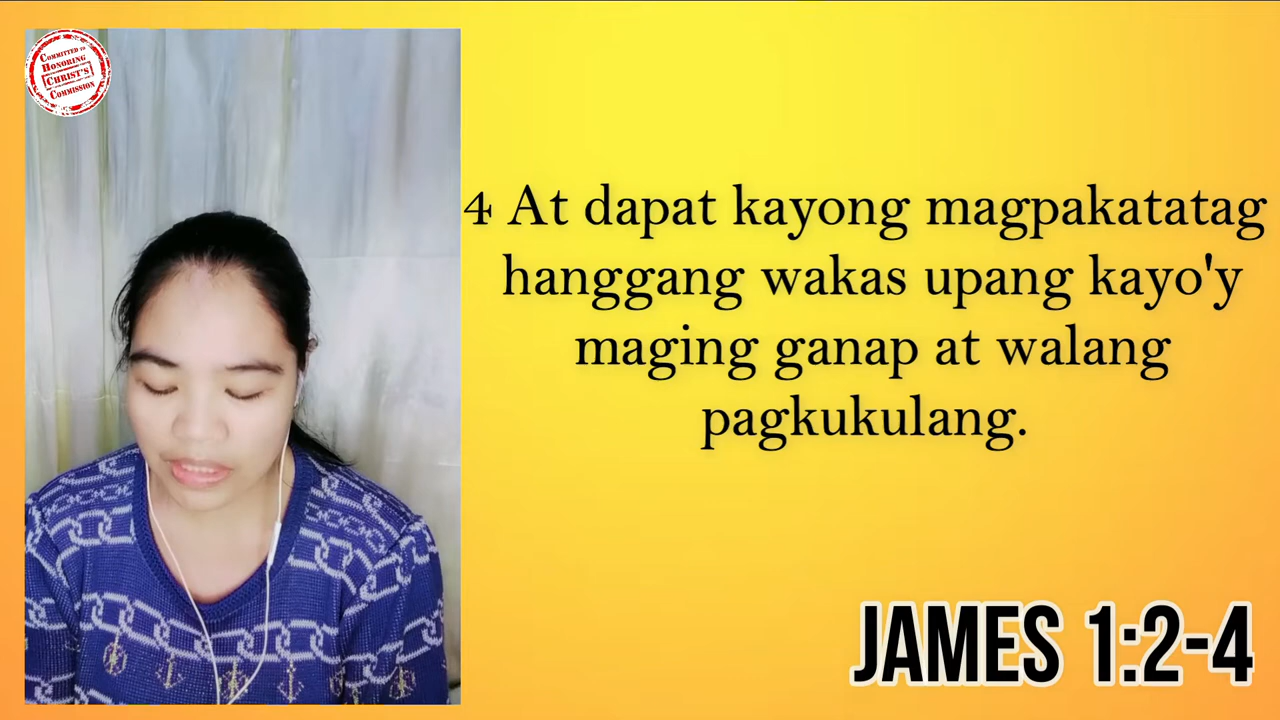 COMMITTED TO
HONORING
CHRIST'S
COMMISSION
4 At dapat kayong magpakatatag
hanggang wakas upang kayo'y
maging ganap at walang
pagkukulang.
JAMES 1:2-4